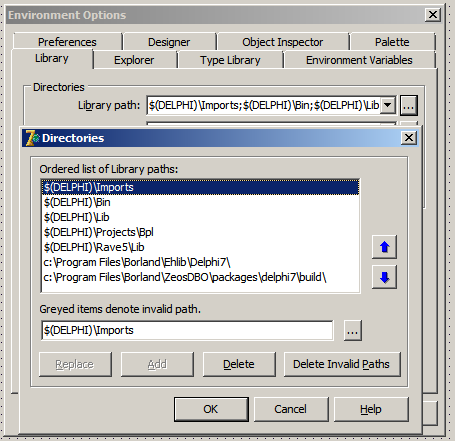 Environment Options
Preferences Designer Object Inspector Palette
Library Explorer Type Library Environment Variables
Directories
Library path: $(DELPHI)\Imports;$(DELPHI)\Bin;$(DELPHI)\Lib ...
7 Directories
Ordered list of Library paths:
$(DELPHI)\Imports
$(DELPHI)\Bin
$(DELPHI)\Lib
$(DELPHI)\Projects\Bpl
$(DELPHI)\Rave5\Lib
c:\Program Files\Borland\Ehlib\Delphi7\
c:\Program Files\Borland\ZeosDBO\packages\delphi7\build\
Greyed items denote invalid path.
$(DELPHI)\Imports ...
Replace Add Delete Delete Invalid Paths
OK Cancel Help